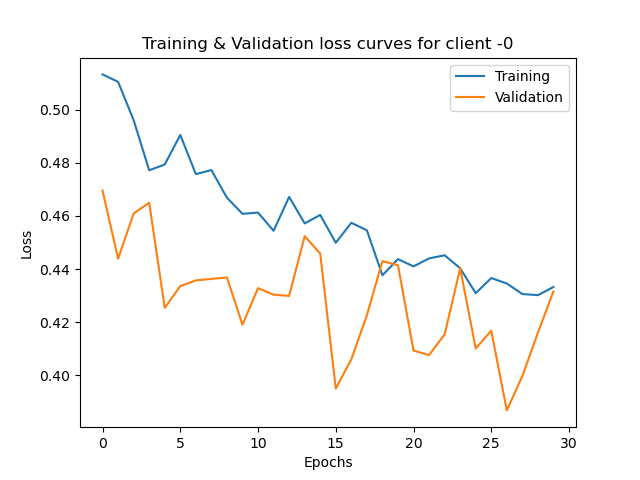 Training & Validation loss curves for client -0
Training
Validation
0.50
0.48
0.46
0.44
0.42
0.40
Loss
0 5 10 15 20 25 30
Epochs